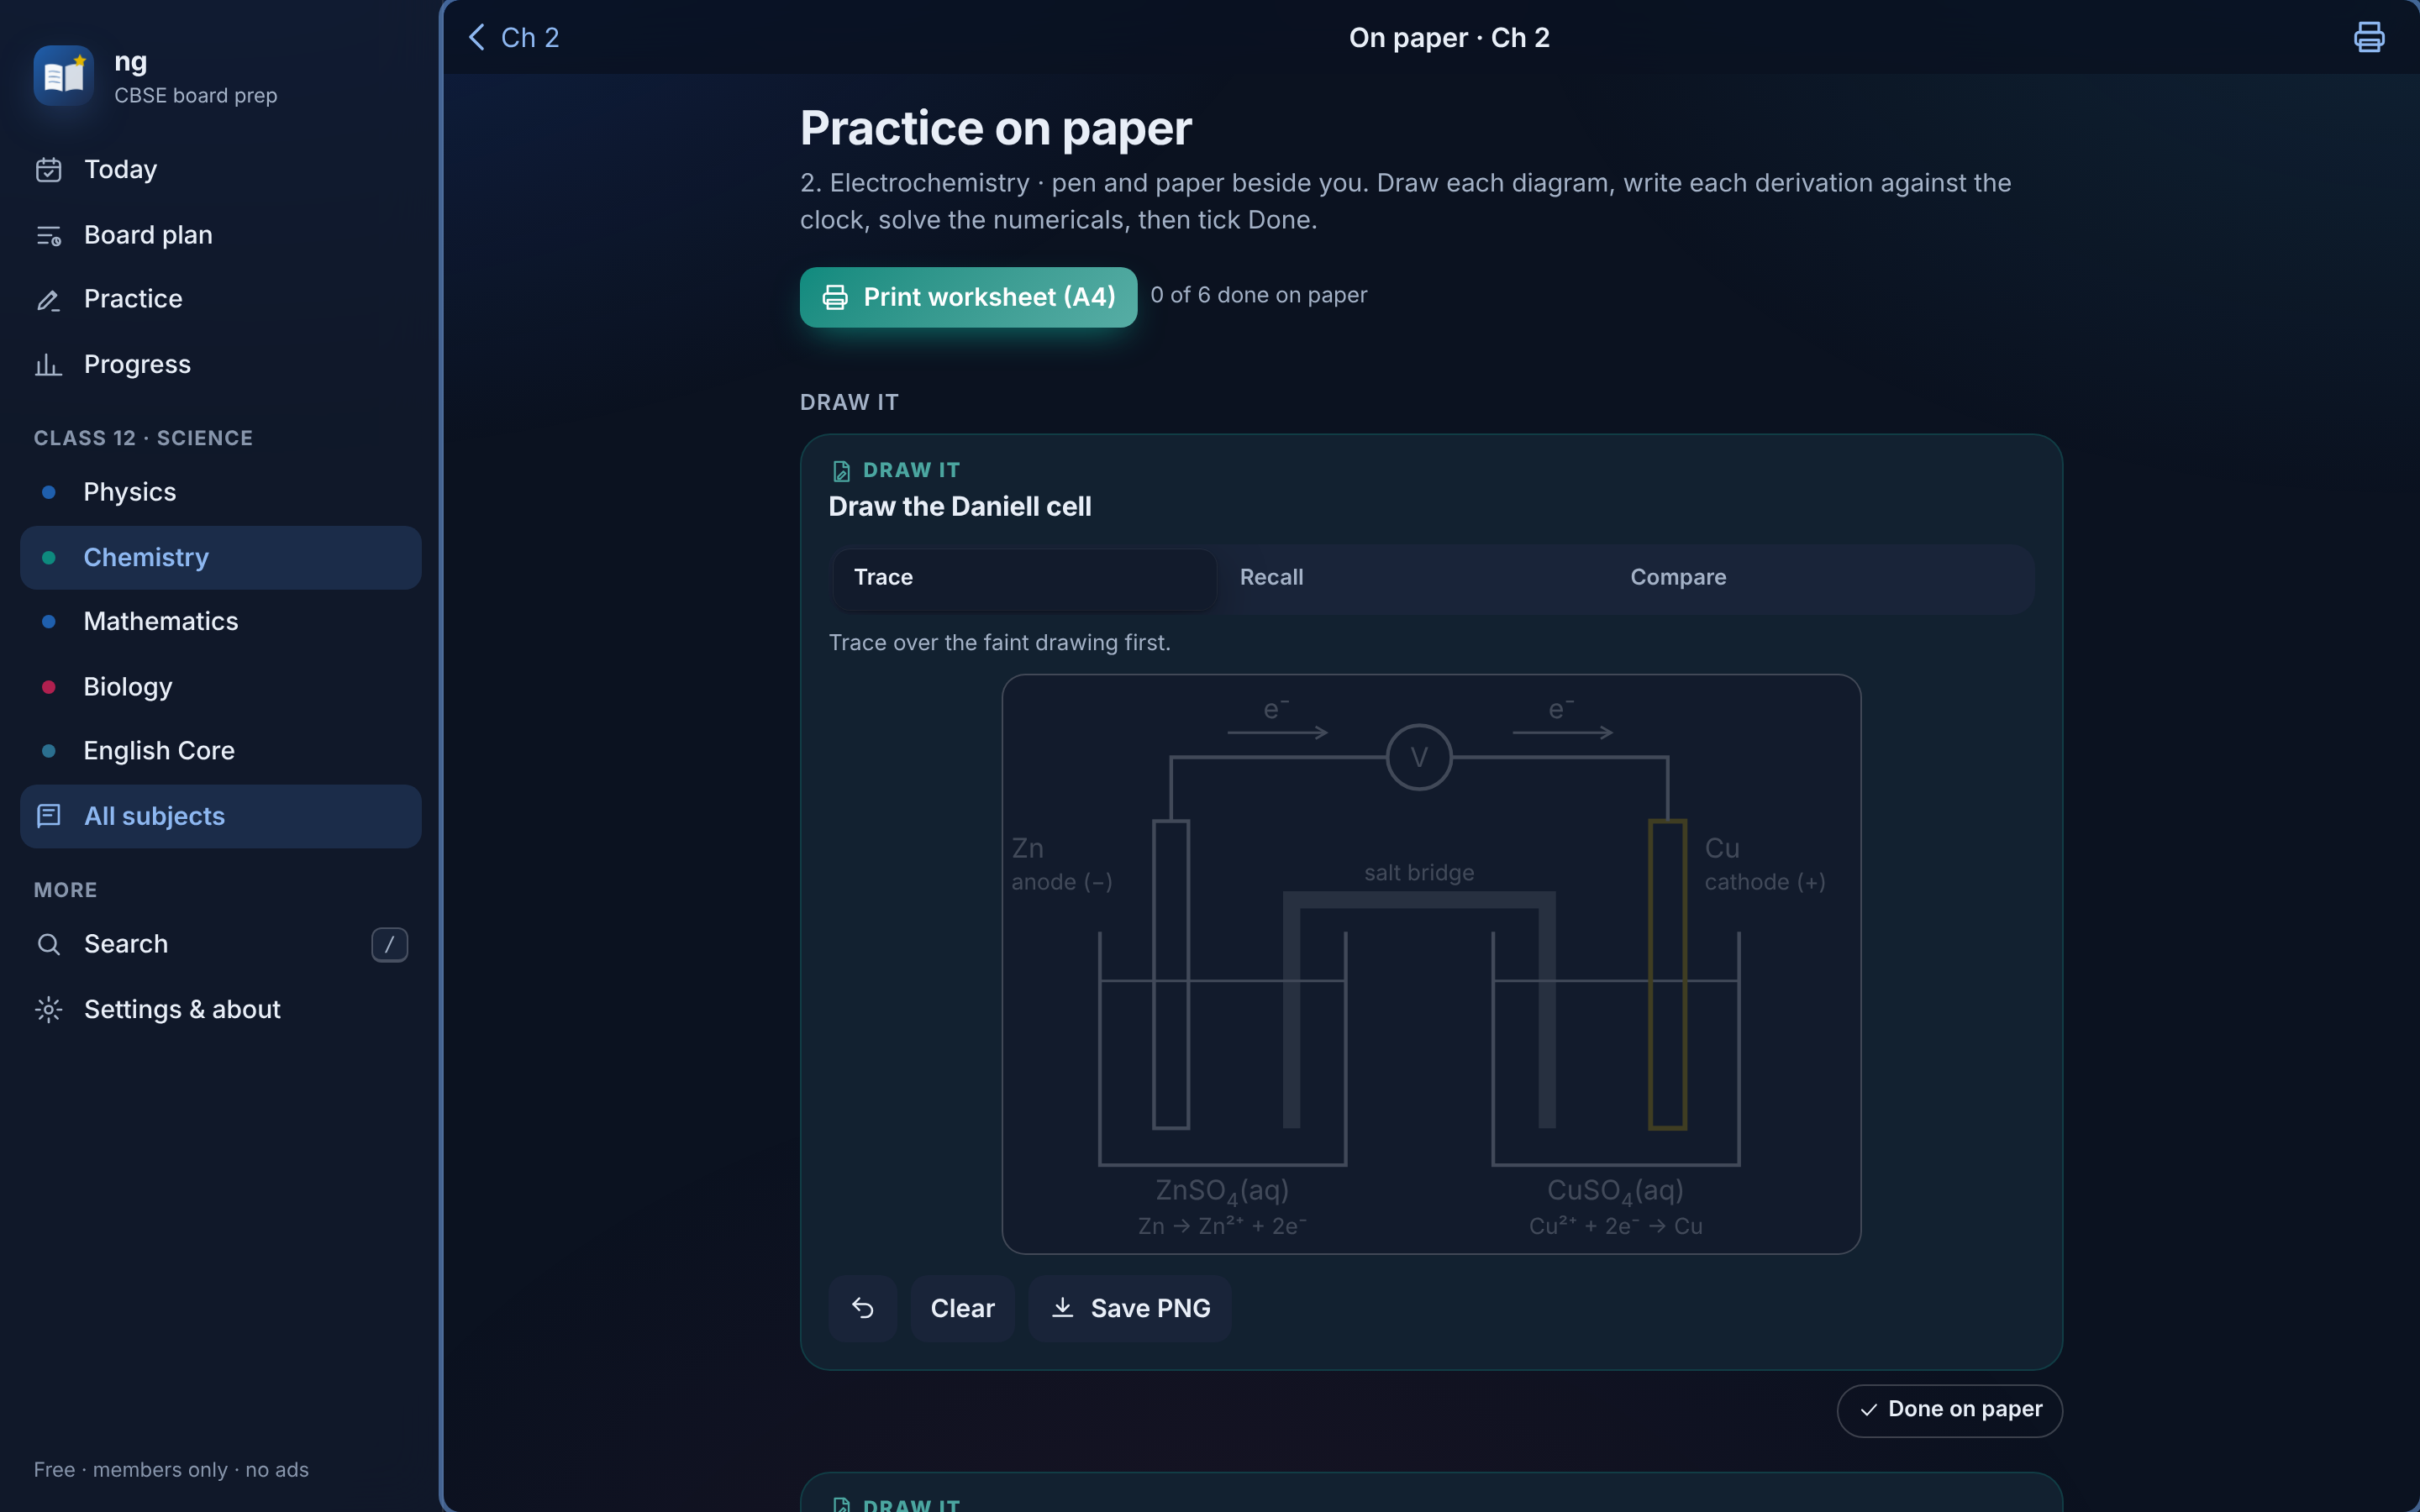 ng
CBSE board prep
Today
Board plan
Practice
Progress
CLASS 12 · SCIENCE
Physics
Chemistry
Mathematics
Biology
English Core
All subjects
MORE
Search /
Settings & about
Free · members only · no ads
Ch 2
On paper · Ch 2
Practice on paper
2. Electrochemistry · pen and paper beside you. Draw each diagram, write each derivation against the
clock, solve the numericals, then tick Done.
Print worksheet (A4) 0 of 6 done on paper
DRAW IT
DRAW IT
Draw the Daniell cell
Trace Recall Compare
Trace over the faint drawing first.
e⁻ e⁻
V
Zn Cu
anode (−) cathode (+)
salt bridge
ZnSO₄(aq) CuSO₄(aq)
Zn → Zn²⁺ + 2e⁻ Cu²⁺ + 2e⁻ → Cu
Clear Save PNG
Done on paper
DRAW IT